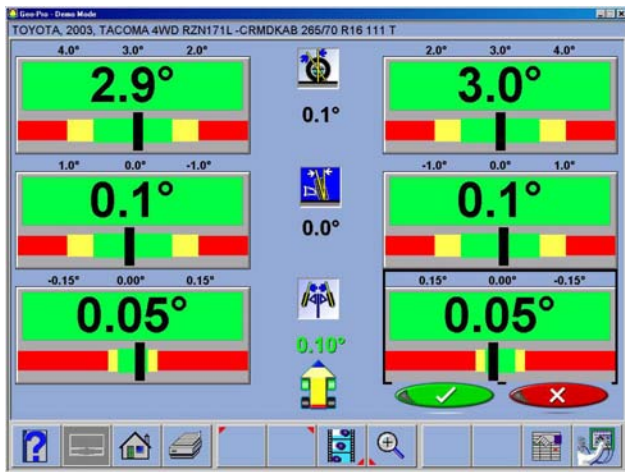 Geo-Pro - Demo Mode
TOYOTA, 2003, TACOMA 4WD RZN171L -CRMDKAB 265/70 R16 111 T
4.0° 3.0° 2.0°
2.0° 3.0° 4.0°
2.9°
3.0°
0.1°
1.0° 0.0° -1.0°
-1.0° 0.0° 1.0°
0.1°
0.1°
0.0°
-0.15° 0.00° 0.15°
0.15° 0.00° -0.15°
0.05°
0.05°
0.10°